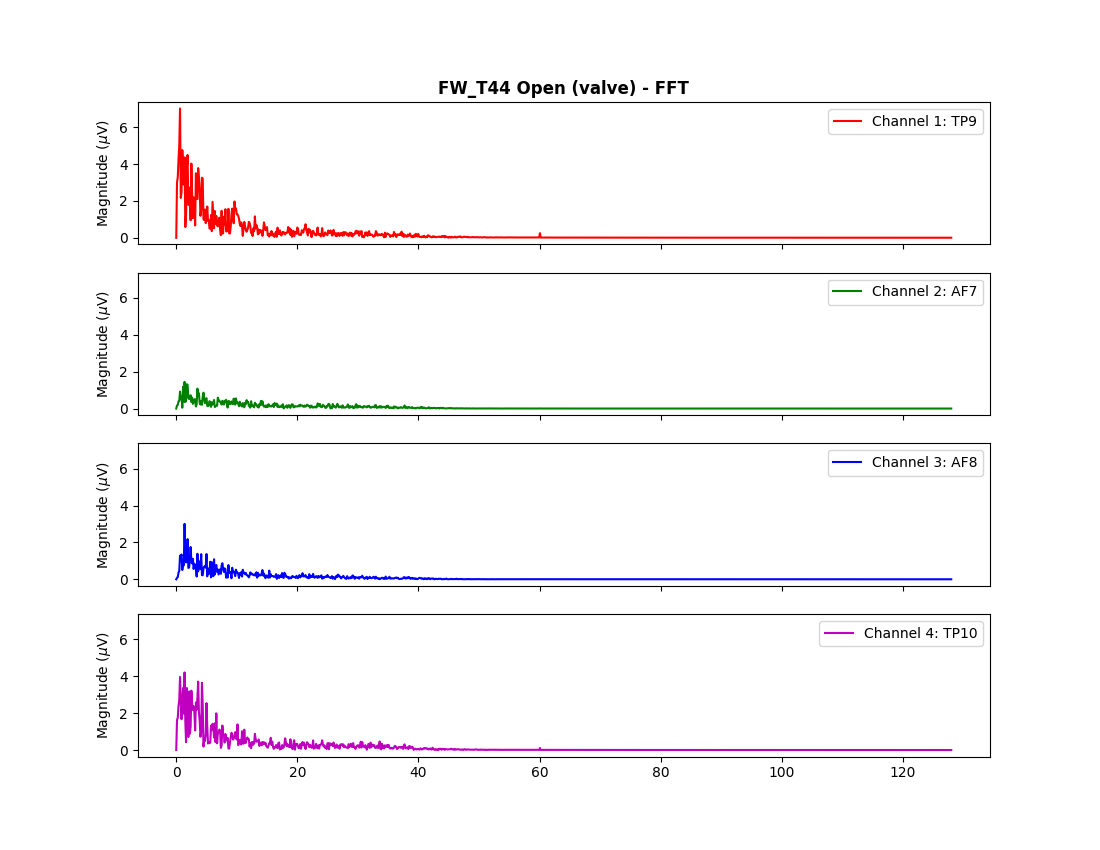 FW_T44 Open (valve) - FFT
Magnitude (μV)
6
4
2
0
Channel 1: TP9
Magnitude (μV)
6
4
2
0
Channel 2: AF7
Magnitude (μV)
6
4
2
0
Channel 3: AF8
Magnitude (μV)
6
4
2
0
Channel 4: TP10
0 20 40 60 80 100 120